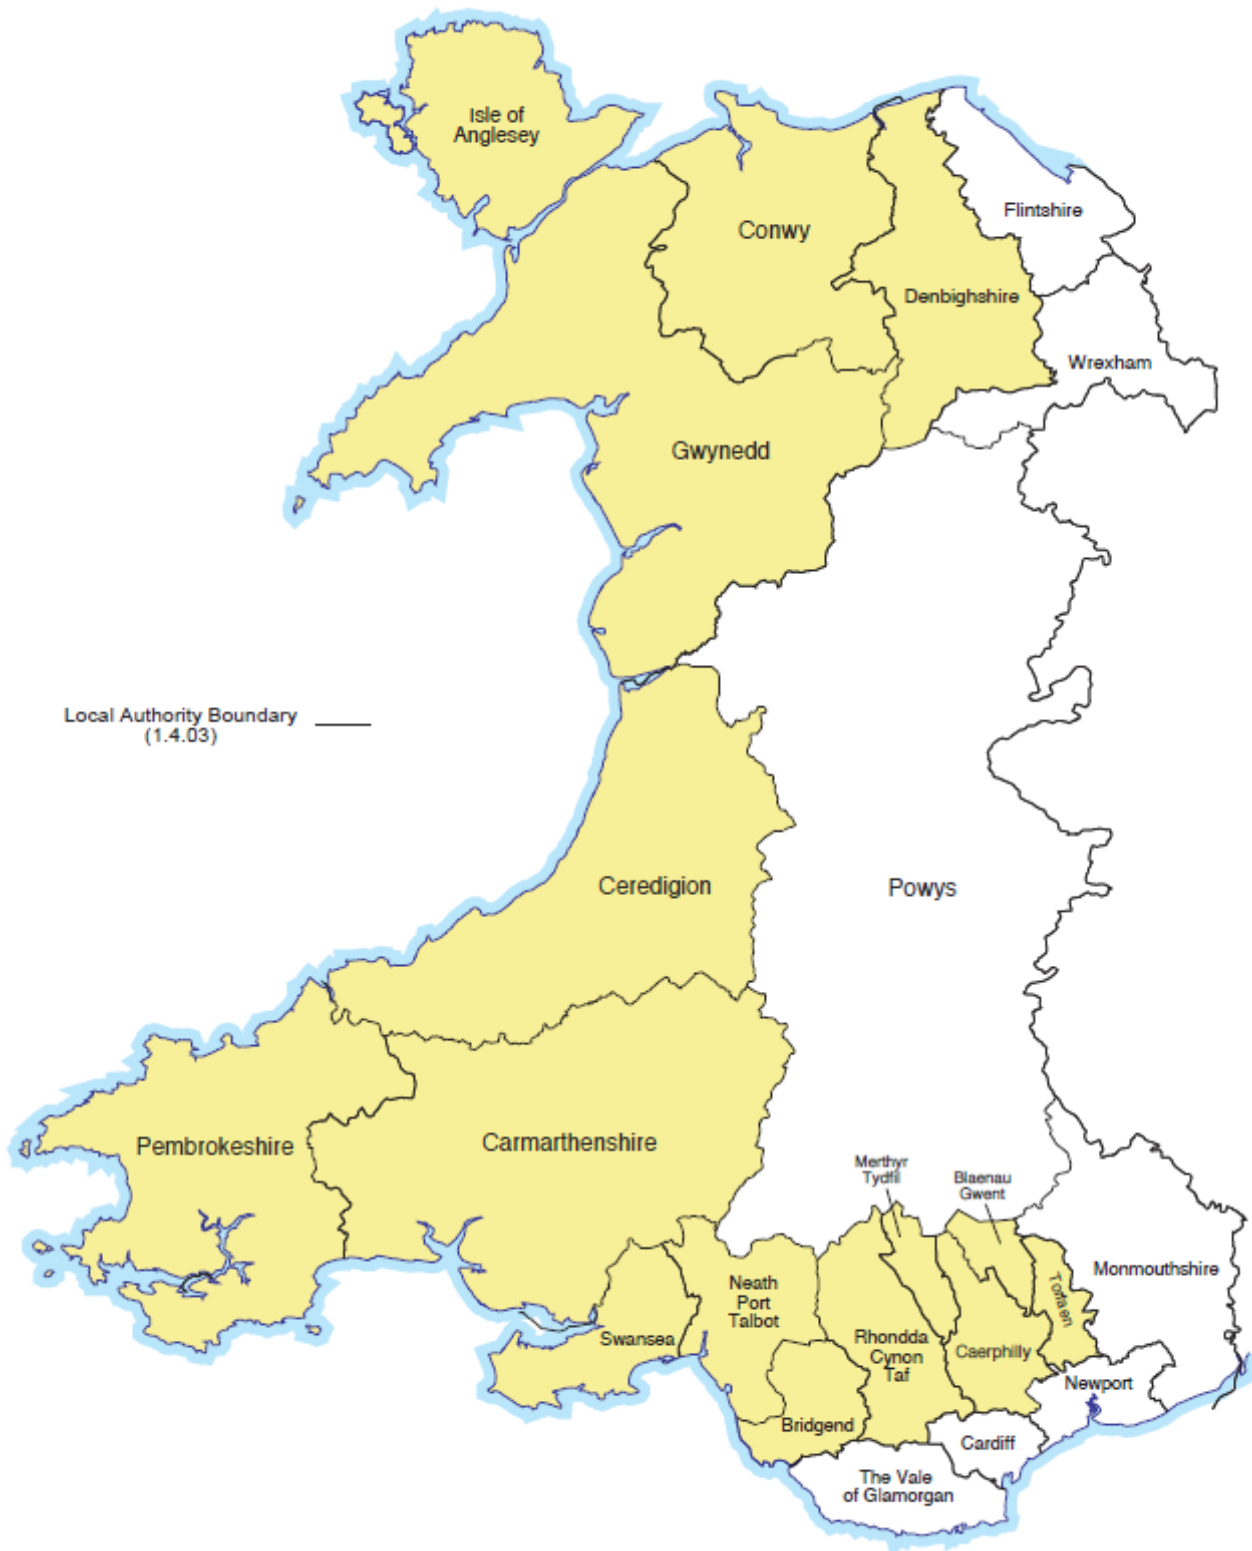 Isle of
Anglesey
Flintshire
Conwy
Denbighshire
Wrexham
Gwynedd
Local Authority Boundary
(1.4.03)
Ceredigion
Powys
Pembrokeshire
Carmarthenshire
Merthyr
Tydfil
Blaenau
Gwent
Monmouthshire
Neath
Port
Talbot
Torfaen
Swansea
Rhondda
Cynon
Taf
Caerphilly
Newport
Bridgend
Cardiff
The Vale
of Glamorgan